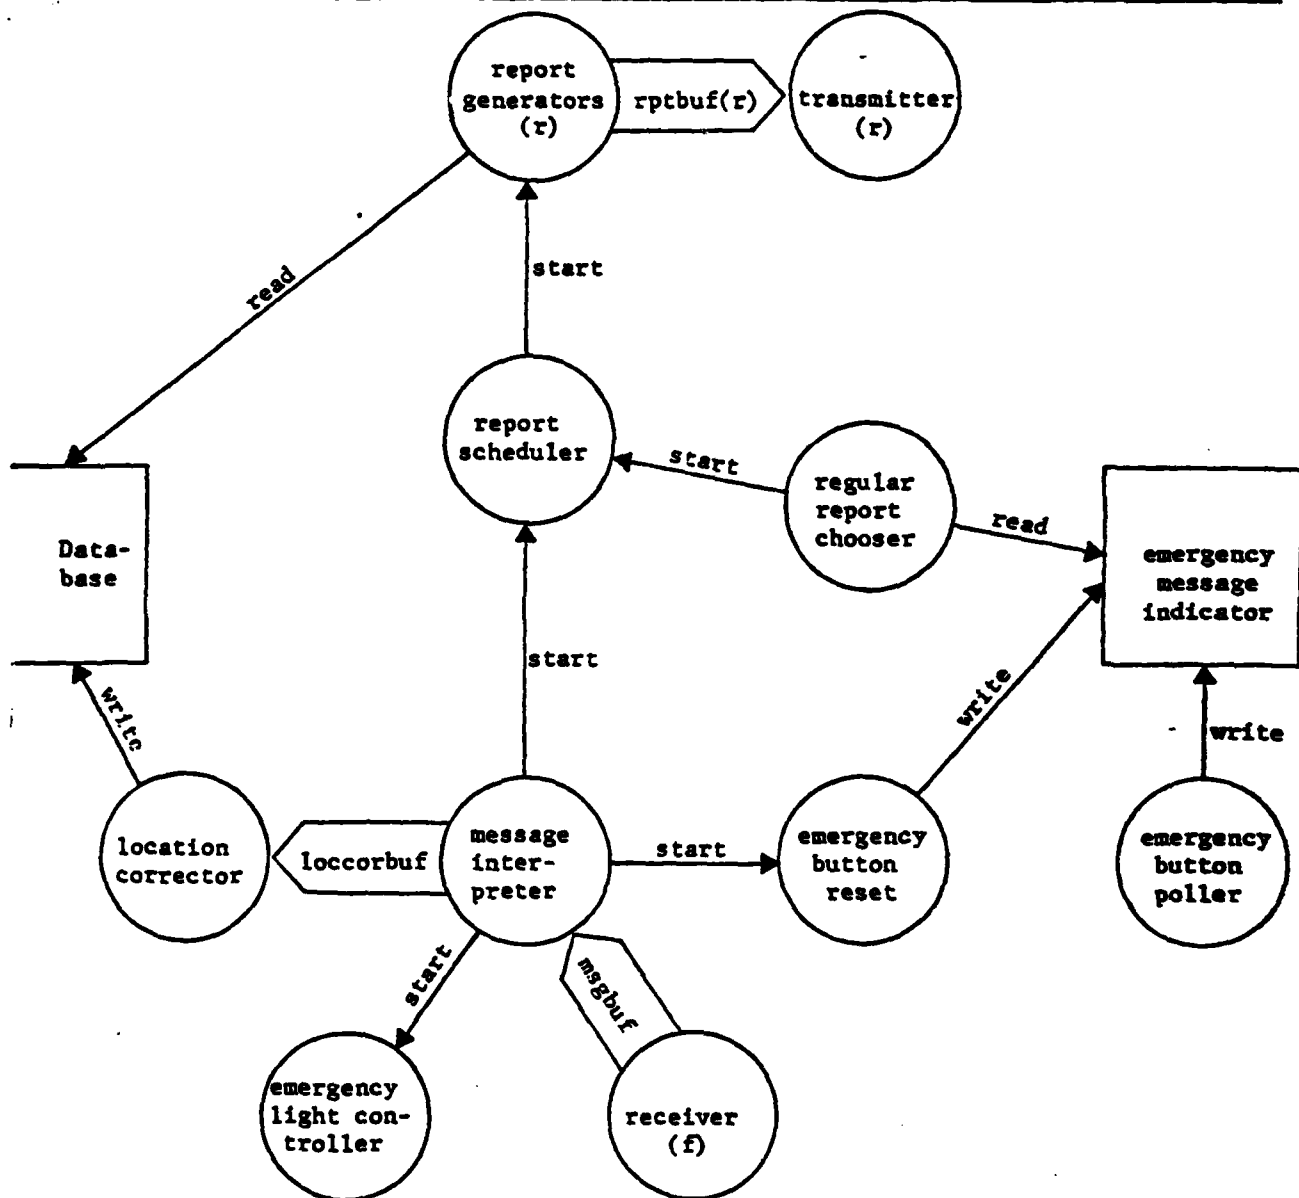 report
generators
(r)
rptbuf(r)
transmitter
(r)
read
start
report
scheduler
start
regular
report
chooser
read
Data-
base
emergency
message
indicator
start
write
write
write
location
corrector
loccorbuf
message
inter-
preter
start
emergency
button
reset
emergency
button
poller
start
msgbuf
emergency
light con-
troller
receiver
(f)